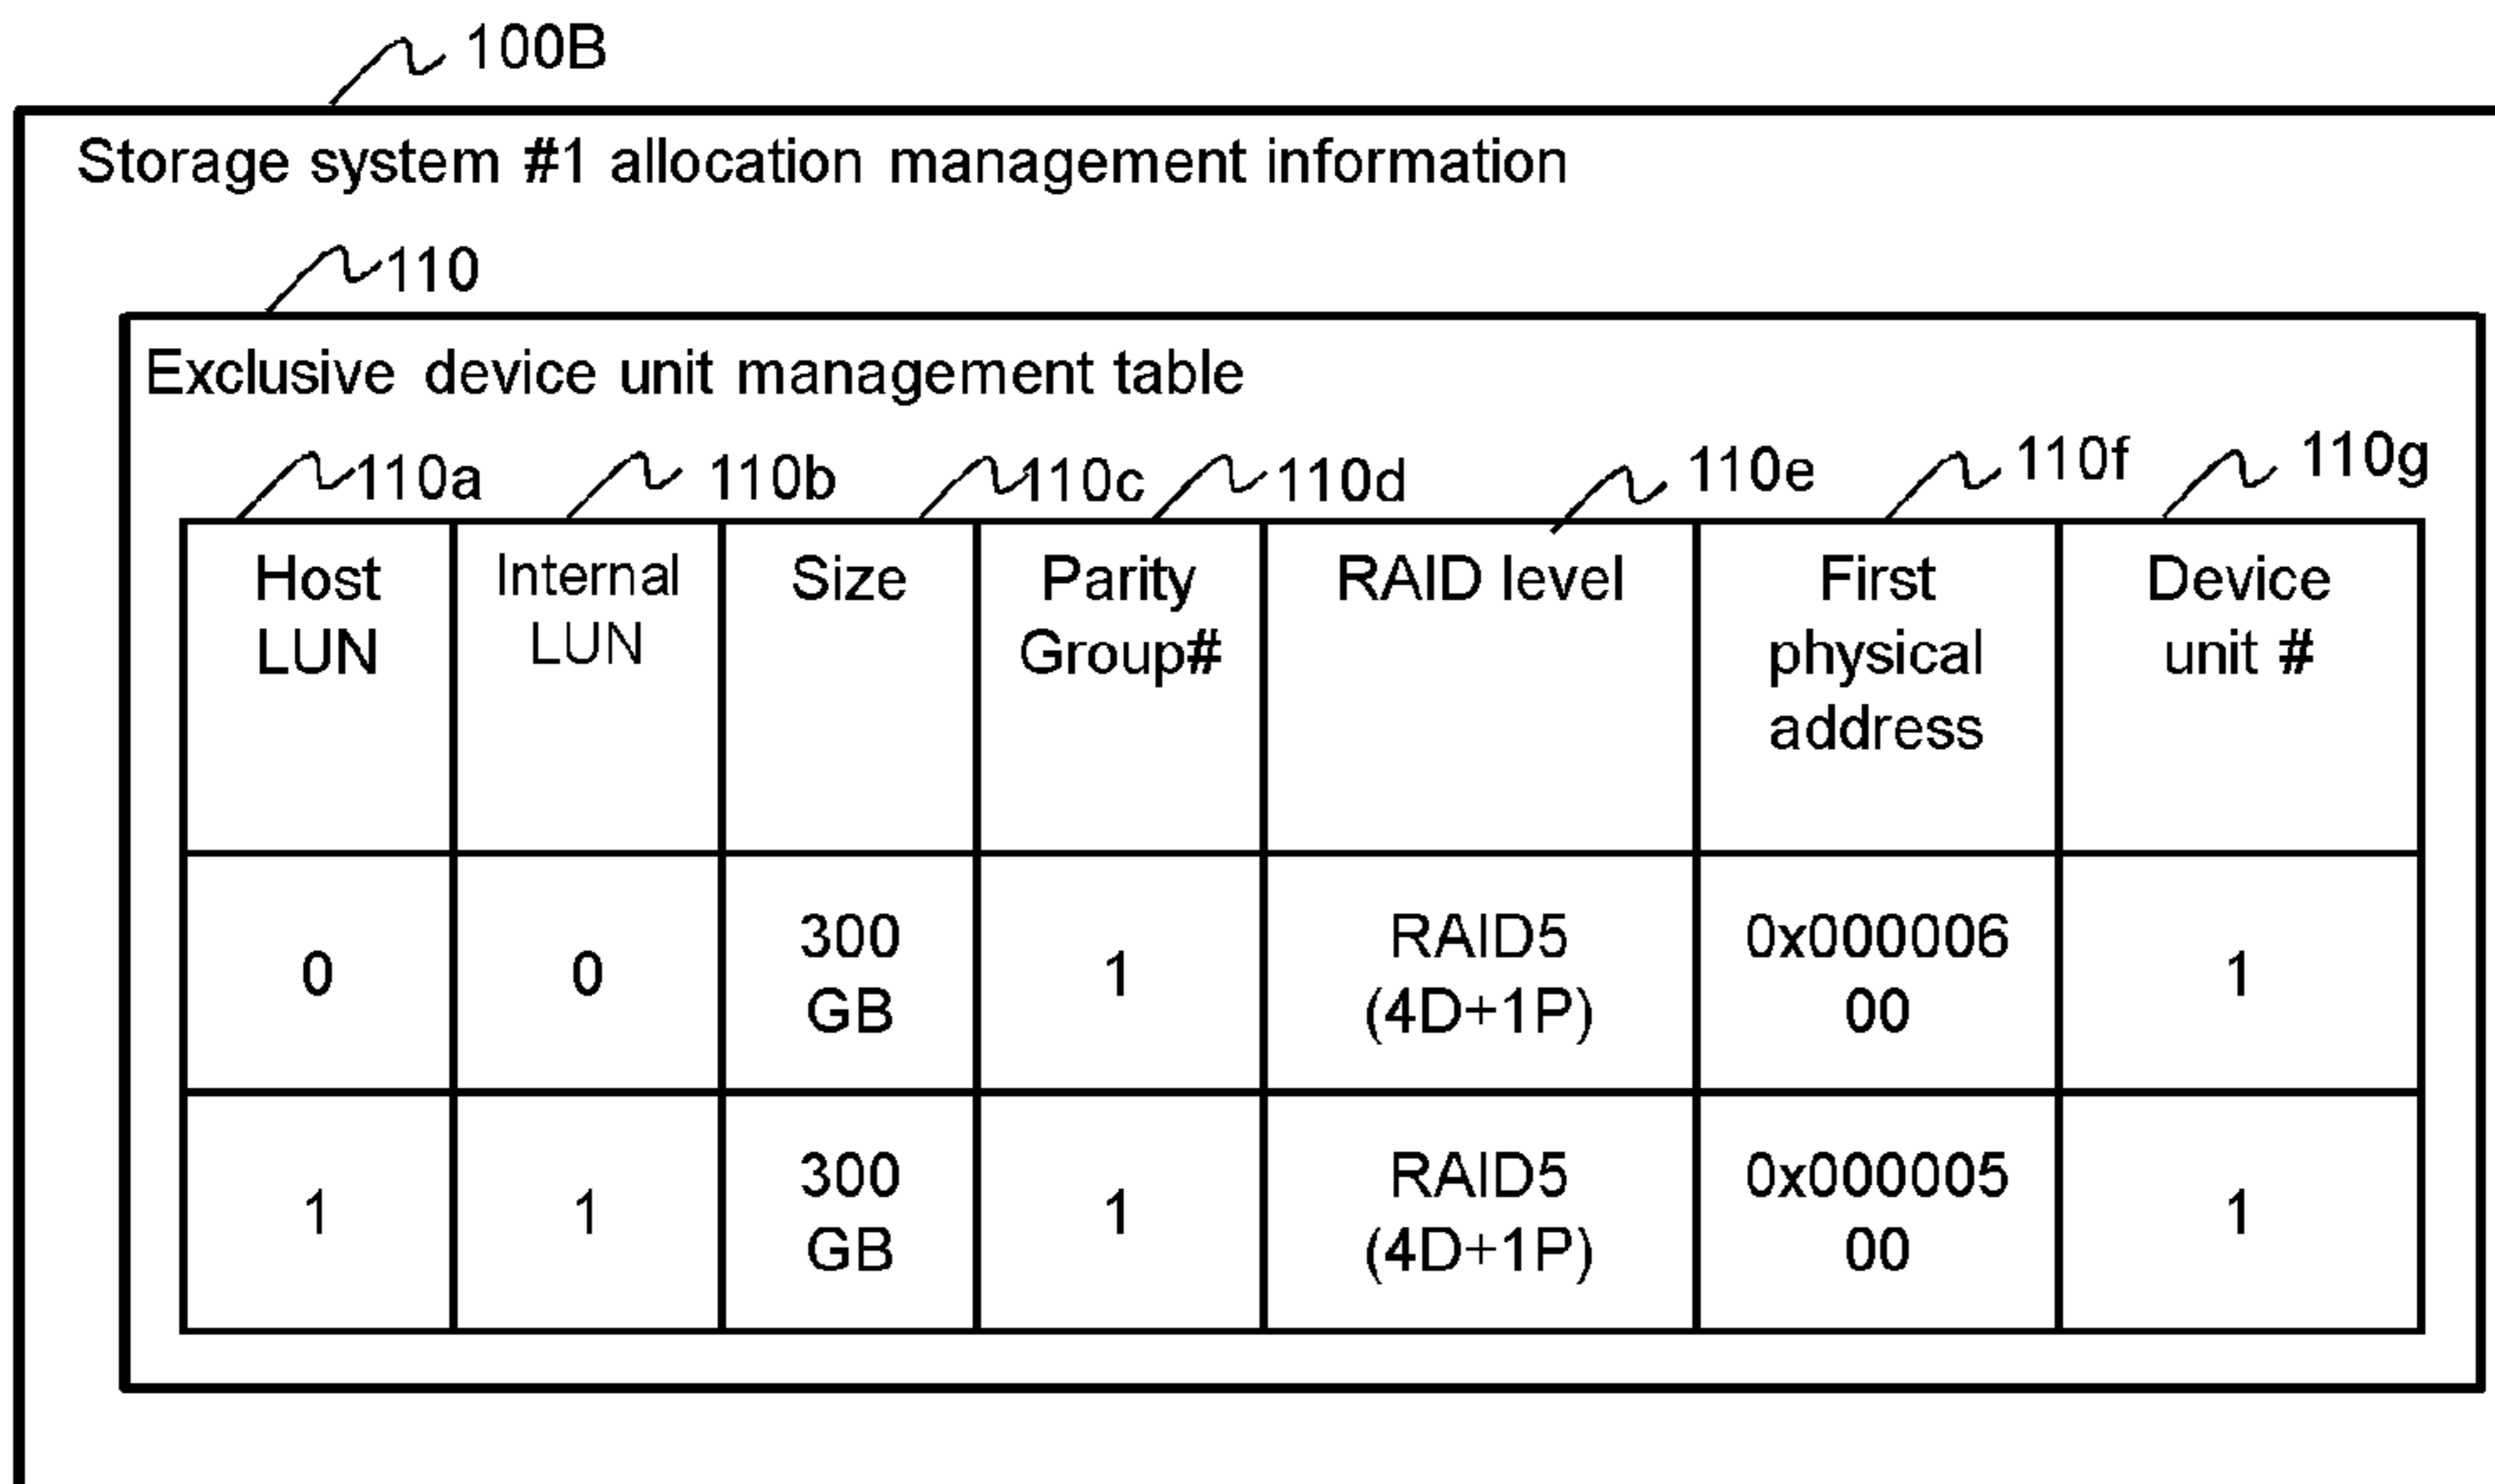 100B
Storage system #1 allocation management information
110
Exclusive device unit management table
110a 110b 110c 110d 110e 110f 110g
Host LUN
Internal LUN
Size
Parity Group#
RAID level
First physical address
Device unit #
0
0
300 GB
1
RAID5 (4D+1P)
0x000006 00
1
1
1
300 GB
1
RAID5 (4D+1P)
0x000005 00
1